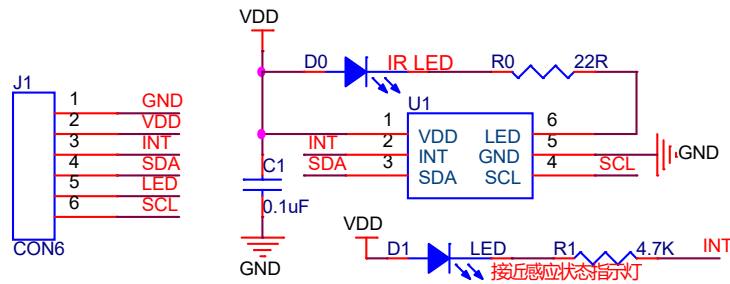 VDD
D0 IR LED R0 22R
J1
1 GND
2 VDD
3 INT
4 SDA
5 LED
6 SCL
CON6
U1
1 VDD LED 6
INT 2 INT GND 5 GND
SDA 3 SDA SCL 4 SCL
C1
0.1uF
GND
VDD
D1 LED R1 4.7K INT
接近感应状态指示灯